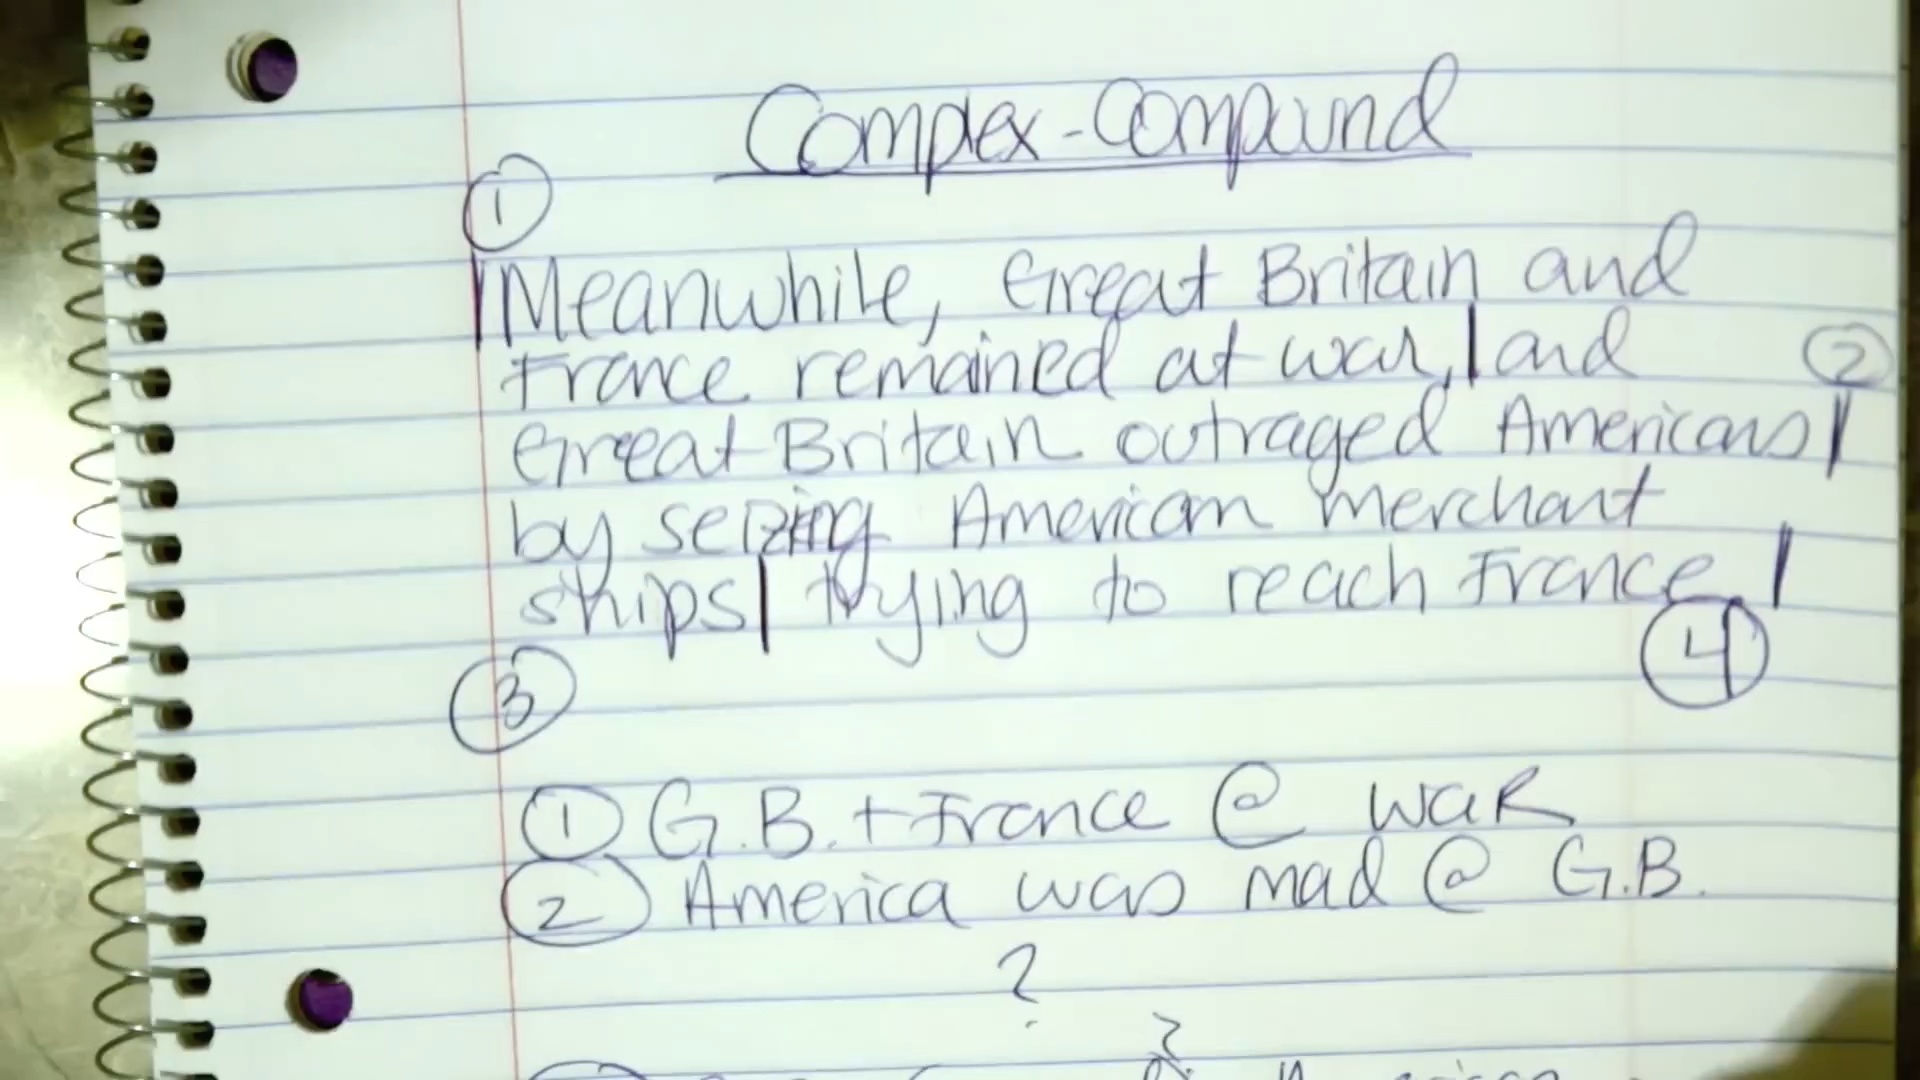 Complex-Compound
①
|Meanwhile, Great Britain and
France remained at war,| and ②
Great Britain outraged Americans|
by seizing American merchant
ships| trying to reach France.|
③ ④
① G.B. + France @ war
② America was mad @ G.B.
?
?